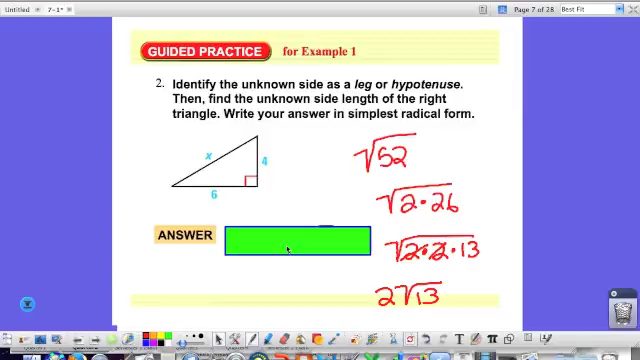 Untitled
7-1*
Page 7 of 28
Best Fit
GUIDED PRACTICE for Example 1
2. Identify the unknown side as a leg or hypotenuse.
Then, find the unknown side length of the right
triangle. Write your answer in simplest radical form.
x
4
6
√52
√2·26
√2·2·13
2√13
ANSWER